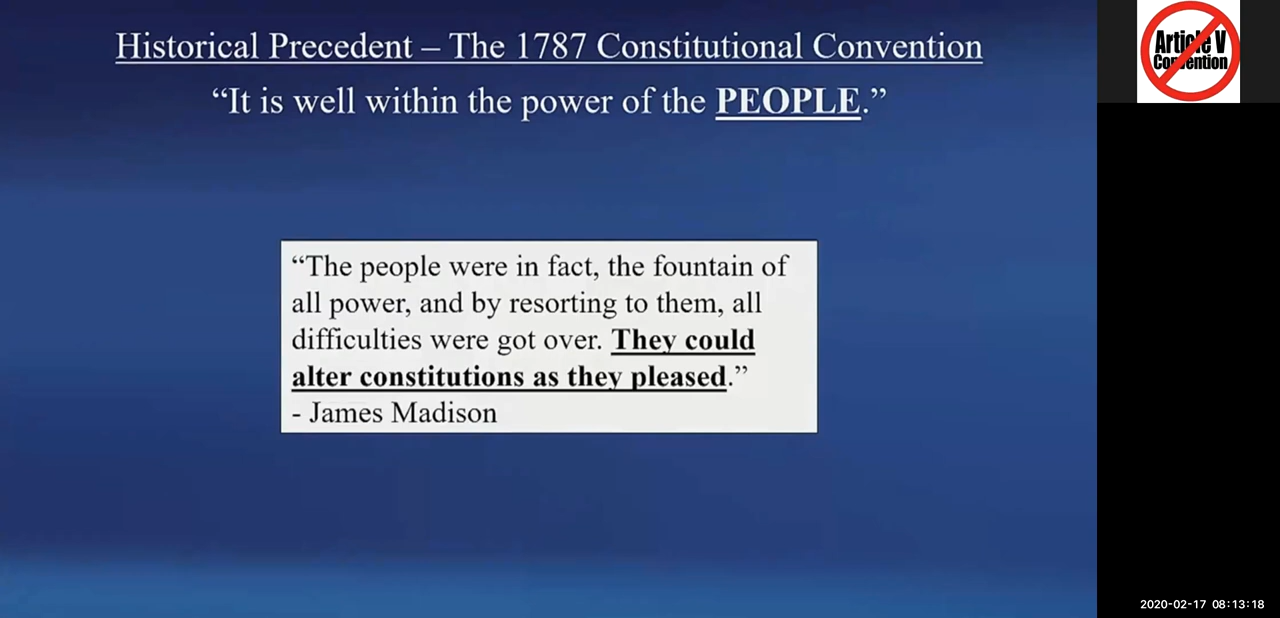 Historical Precedent – The 1787 Constitutional Convention
“It is well within the power of the PEOPLE.”
“The people were in fact, the fountain of
all power, and by resorting to them, all
difficulties were got over. They could
alter constitutions as they pleased.”
- James Madison
Article V
Convention
2020-02-17 08:13:18